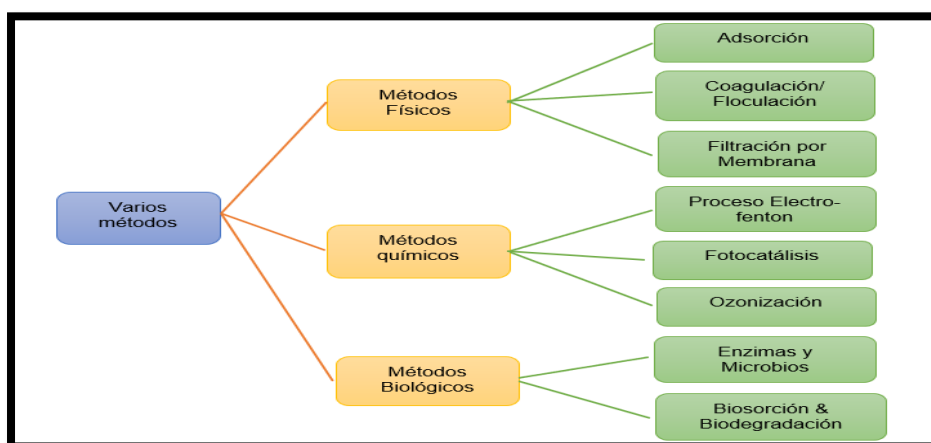 Varios
métodos
Métodos
Físicos
Adsorción
Coagulación/
Floculación
Filtración por
Membrana
Métodos
químicos
Proceso Electro-
fenton
Fotocatálisis
Ozonización
Métodos
Biológicos
Enzimas y
Microbios
Biosorción &
Biodegradación